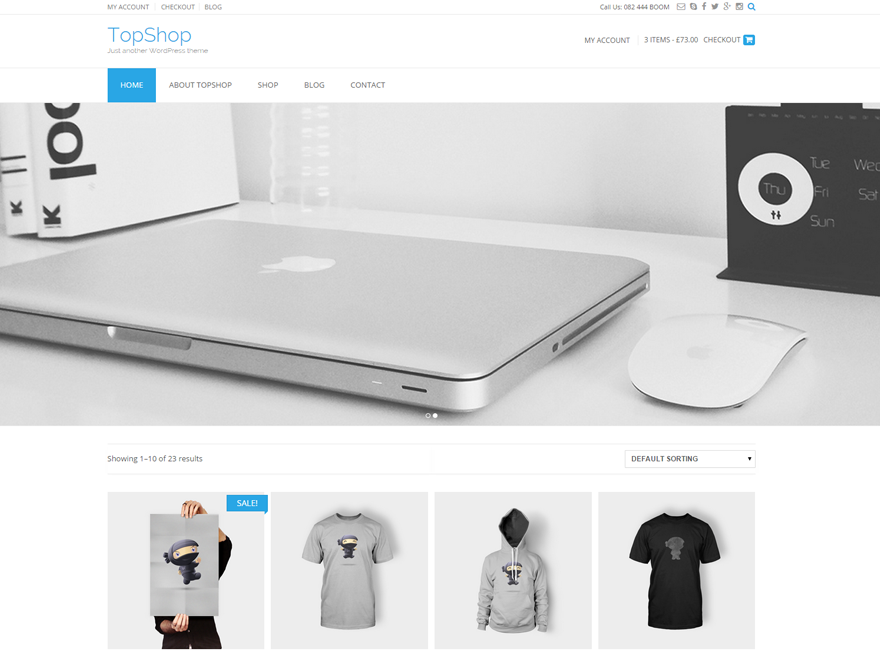 MY ACCOUNT CHECKOUT BLOG
Call Us: 082 444 BOOM
TopShop
Just another WordPress theme
MY ACCOUNT 3 ITEMS - £73.00 CHECKOUT
HOME ABOUT TOPSHOP SHOP BLOG CONTACT
loo
K
K
Tue Wed
Thu Fri Sat
Sun
Showing 1–10 of 23 results
DEFAULT SORTING
SALE!